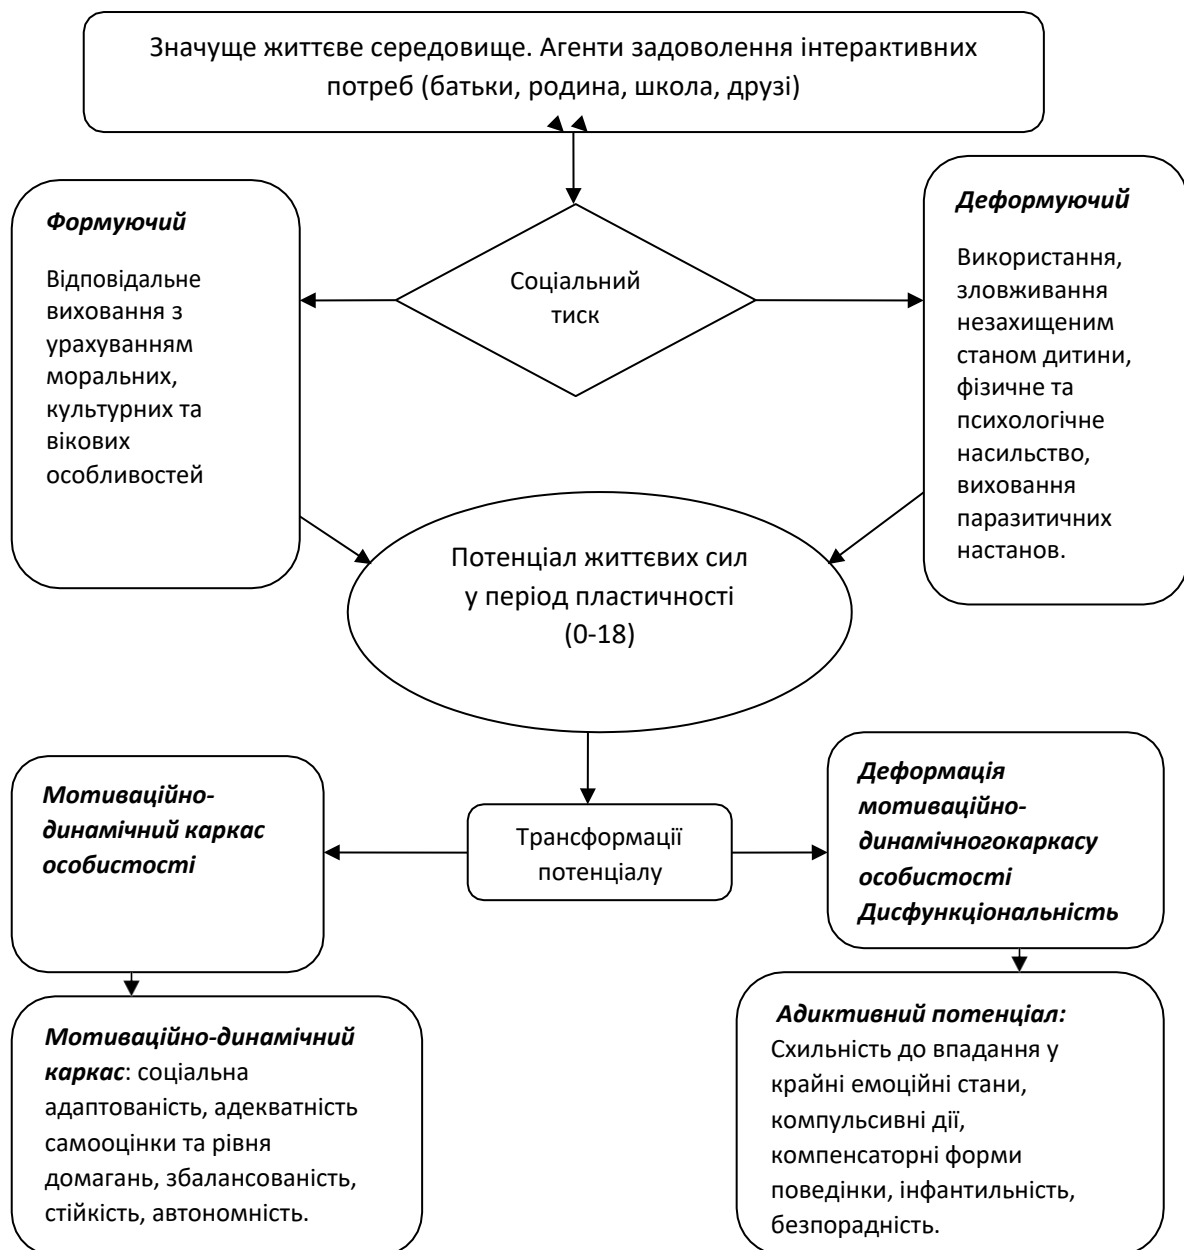 Значуще життєве середовище. Агенти задоволення інтерактивних
потреб (батьки, родина, школа, друзі)
Формуючий
Відповідальне
виховання з
урахуванням
моральних,
культурних та
вікових
особливостей
Соціальний
тиск
Деформуючий
Використання,
зловживання
незахищеним
станом дитини,
фізичне та
психологічне
насильство,
виховання
паразитичних
настанов.
Потенціал життєвих сил
у період пластичності
(0-18)
Мотиваційно-
динамічний каркас
особистості
Трансформації
потенціалу
Деформація
мотиваційно-
динамічногокаркасу
особистості
Дисфункціональність
Мотиваційно-динамічний
каркас: соціальна
адаптованість, адекватність
самооцінки та рівня
домагань, збалансованість,
стійкість, автономність.
Адиктивний потенціал:
Схильність до впадання у
крайні емоційні стани,
компульсивні дії,
компенсаторні форми
поведінки, інфантильність,
безпорадність.